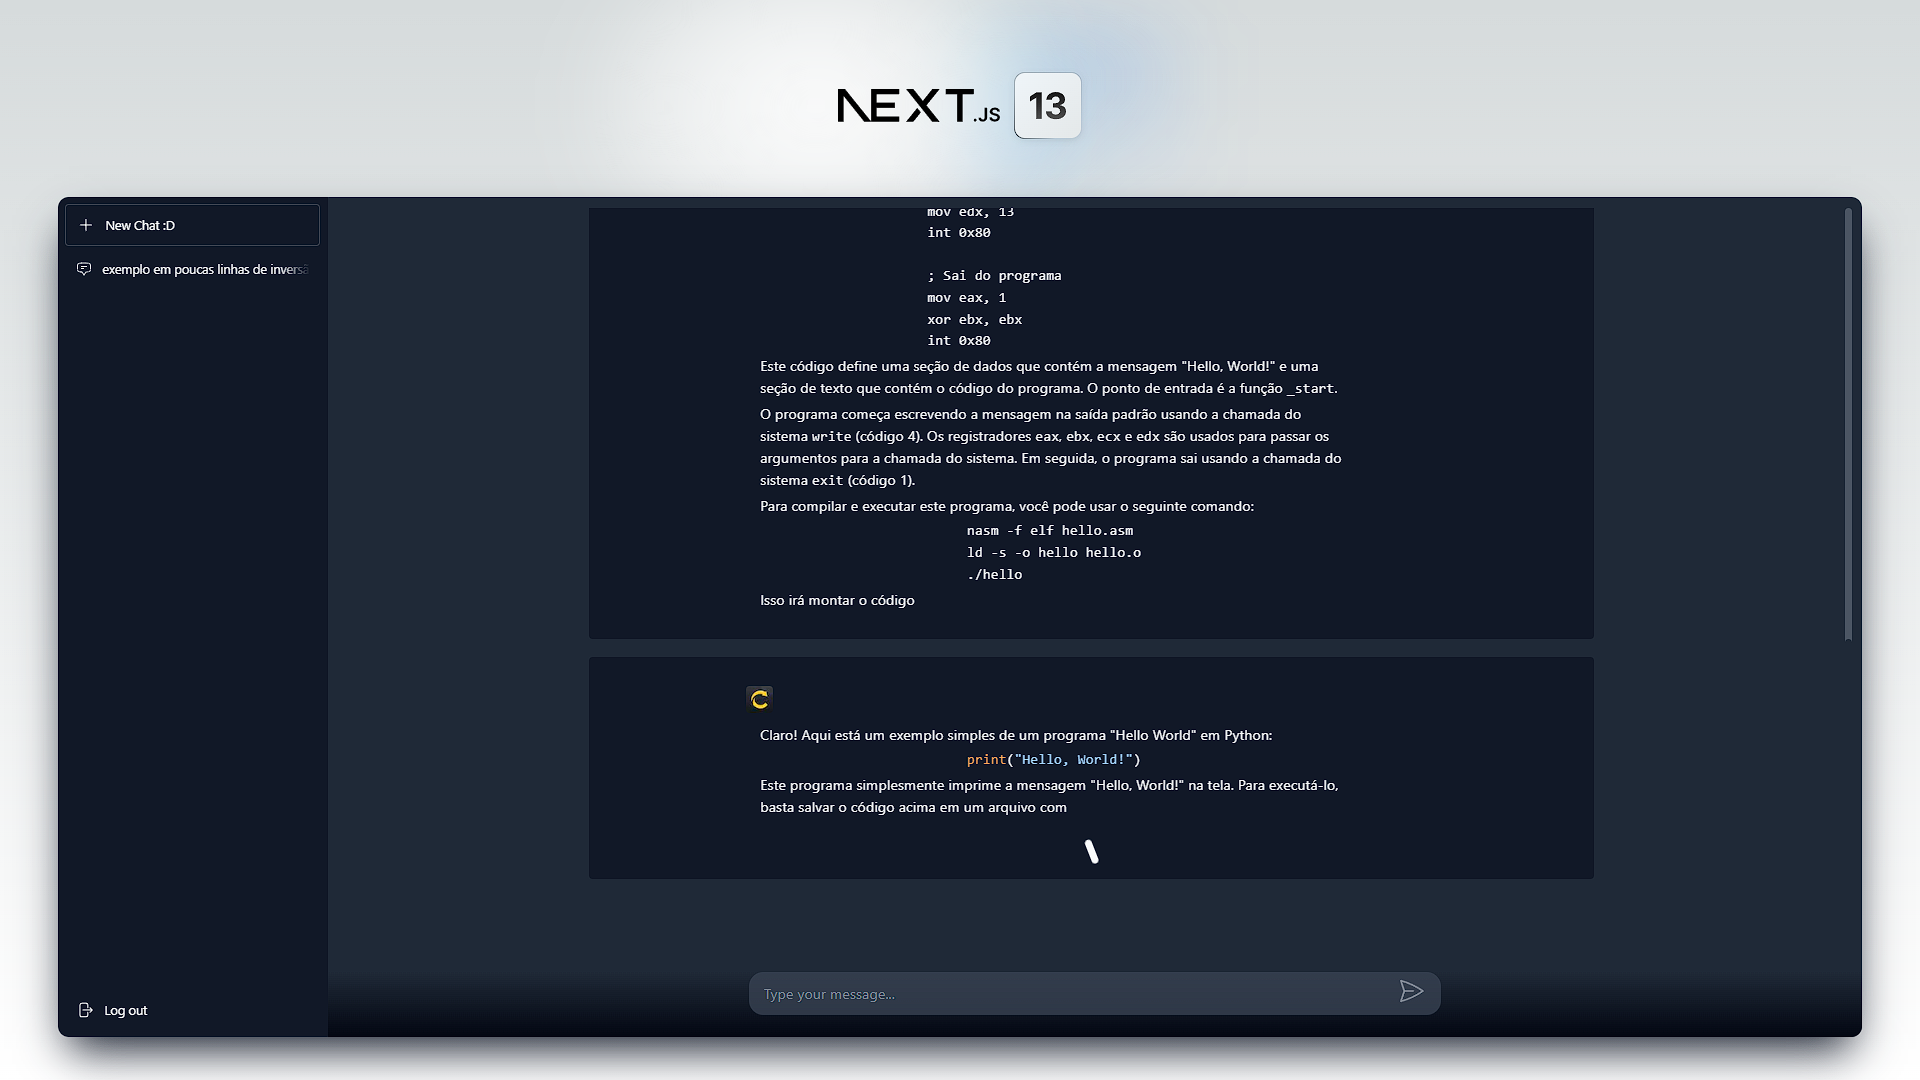 NEXT.JS 13
New Chat :D
exemplo em poucas linhas de inversã
mov edx, 13
int 0x80
; Sai do programa
mov eax, 1
xor ebx, ebx
int 0x80
Este código define uma seção de dados que contém a mensagem "Hello, World!" e uma
seção de texto que contém o código do programa. O ponto de entrada é a função _start.
O programa começa escrevendo a mensagem na saída padrão usando a chamada do
sistema write (código 4). Os registradores eax, ebx, ecx e edx são usados para passar os
argumentos para a chamada do sistema. Em seguida, o programa sai usando a chamada do
sistema exit (código 1).
Para compilar e executar este programa, você pode usar o seguinte comando:
nasm -f elf hello.asm
ld -s -o hello hello.o
./hello
Isso irá montar o código
Claro! Aqui está um exemplo simples de um programa "Hello World" em Python:
print("Hello, World!")
Este programa simplesmente imprime a mensagem "Hello, World!" na tela. Para executá-lo,
basta salvar o código acima em um arquivo com
Type your message...
Log out